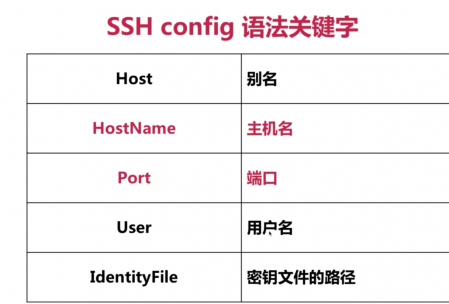 SSH config 语法关键字
Host 别名
HostName 主机名
Port 端口
User 用户名
IdentityFile 密钥文件的路径